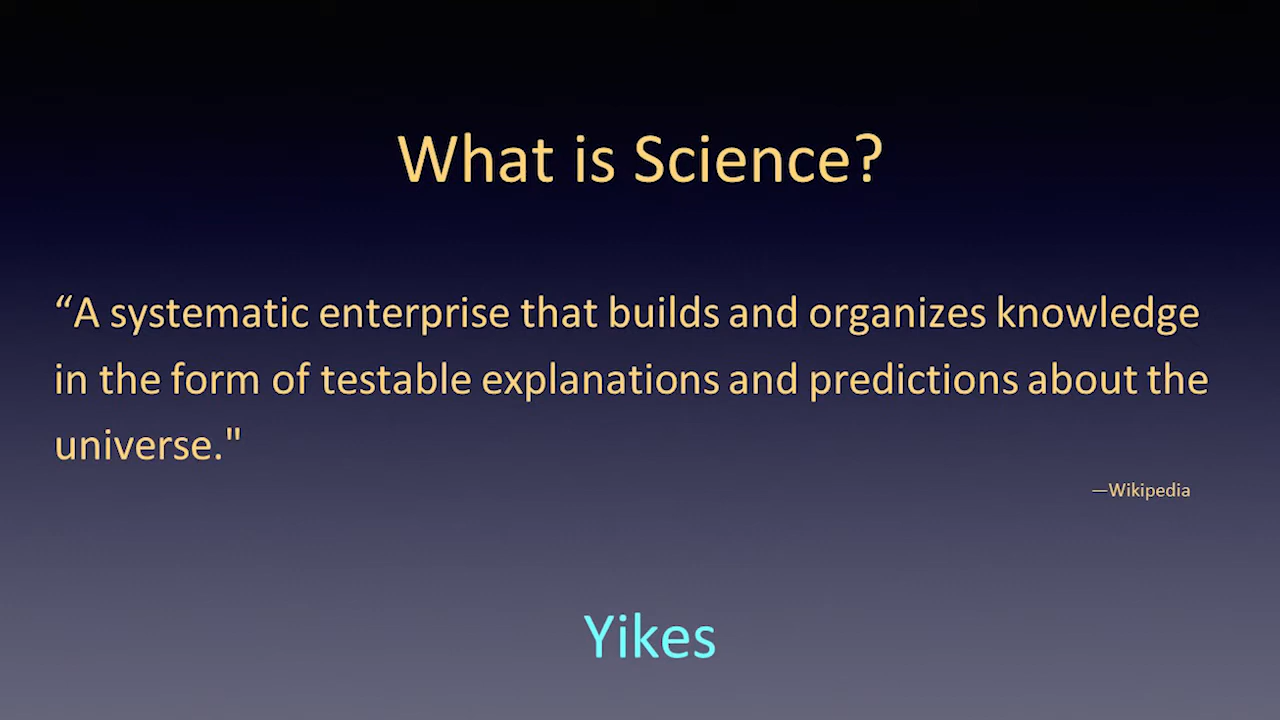 What is Science?
“A systematic enterprise that builds and organizes knowledge
in the form of testable explanations and predictions about the
universe."
—Wikipedia
Yikes